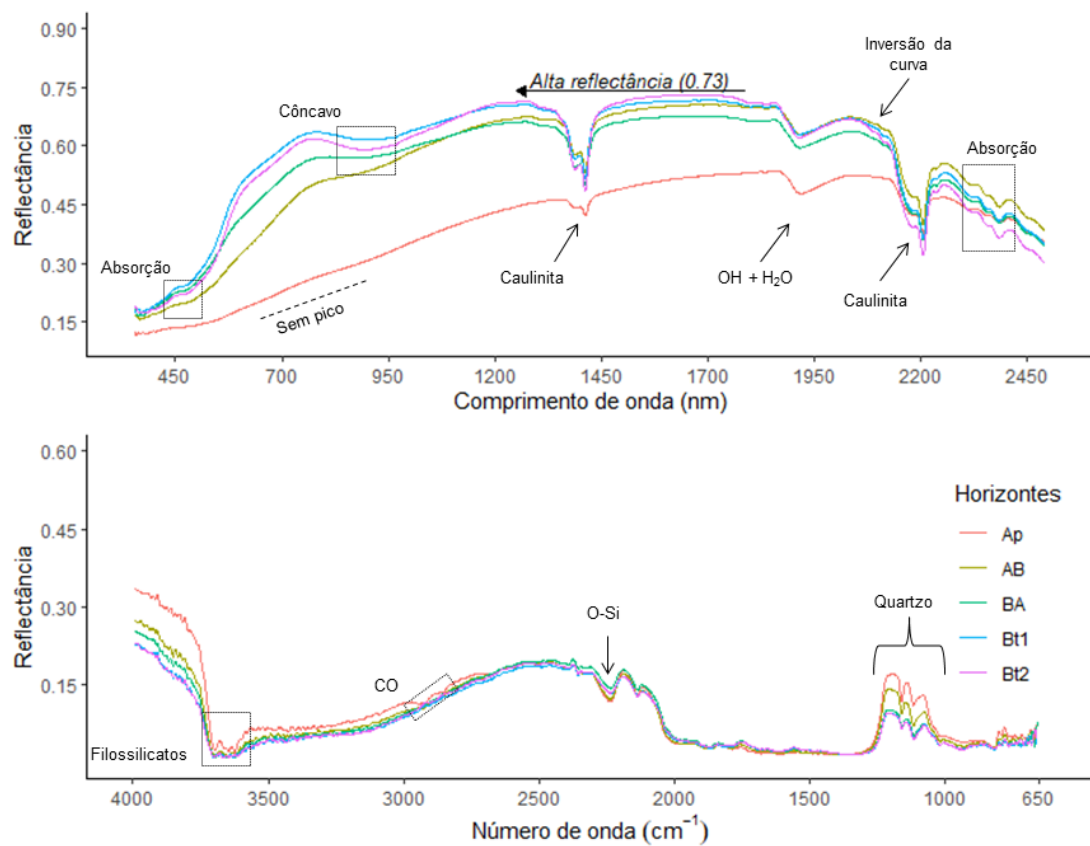 0.90
0.75
0.60
0.45
0.30
0.15
Reflectância
Alta reflectância (0.73)
Inversão da
curva
Côncavo
Absorção
Absorção
Sem pico
Caulinita
OH + H₂O
Caulinita
450 700 950 1200 1450 1700 1950 2200 2450
Comprimento de onda (nm)
0.60
0.45
0.30
0.15
Reflectância
Horizontes
Ap
AB
BA
Bt1
Bt2
Quartzo
O-Si
CO
Filossilicatos
4000 3500 3000 2500 2000 1500 1000 650
Número de onda (cm⁻¹)